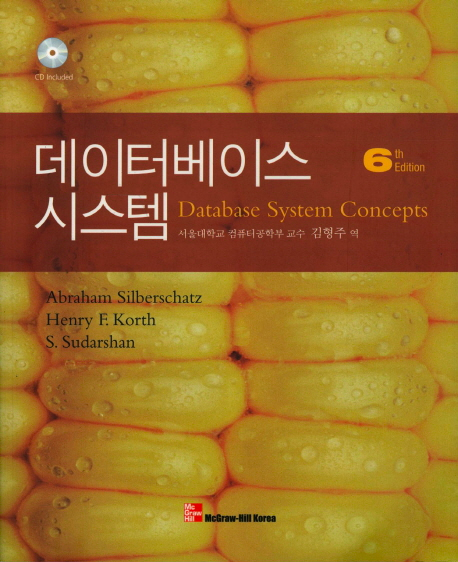 CD Included
데이터베이스
6th Edition
시스템 Database System Concepts
서울대학교 컴퓨터공학부 교수 김형주 역
Abraham Silberschatz
Henry F. Korth
S. Sudarshan
Mc
Graw
Hill
McGraw-Hill Korea